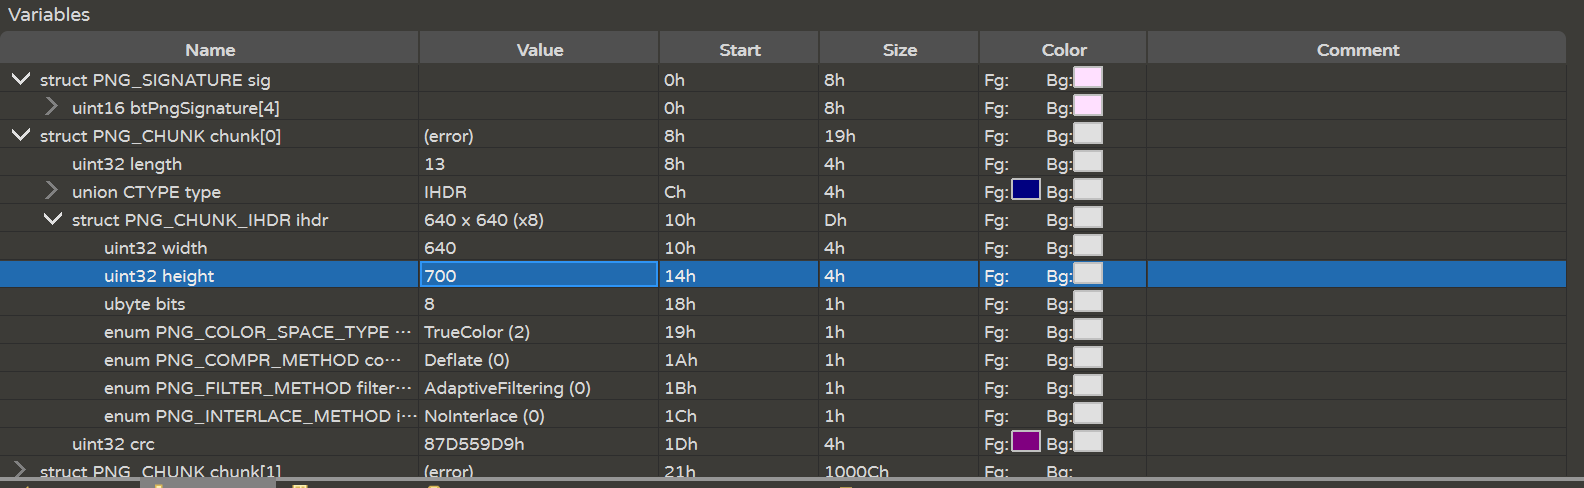 Variables
Name Value Start Size Color Comment
struct PNG_SIGNATURE sig 0h 8h Fg: Bg:
uint16 btPngSignature[4] 0h 8h Fg: Bg:
struct PNG_CHUNK chunk[0] (error) 8h 19h Fg: Bg:
uint32 length 13 8h 4h Fg: Bg:
union CTYPE type IHDR Ch 4h Fg: Bg:
struct PNG_CHUNK_IHDR ihdr 640 x 640 (x8) 10h Dh Fg: Bg:
uint32 width 640 10h 4h Fg: Bg:
uint32 height 700 14h 4h Fg: Bg:
ubyte bits 8 18h 1h Fg: Bg:
enum PNG_COLOR_SPACE_TYPE ··· TrueColor (2) 19h 1h Fg: Bg:
enum PNG_COMPR_METHOD co··· Deflate (0) 1Ah 1h Fg: Bg:
enum PNG_FILTER_METHOD filter··· AdaptiveFiltering (0) 1Bh 1h Fg: Bg:
enum PNG_INTERLACE_METHOD i··· NoInterlace (0) 1Ch 1h Fg: Bg:
uint32 crc 87D559D9h 1Dh 4h Fg: Bg:
struct PNG_CHUNK chunk[1] (error) 21h 1000Ch Fg: Bg: